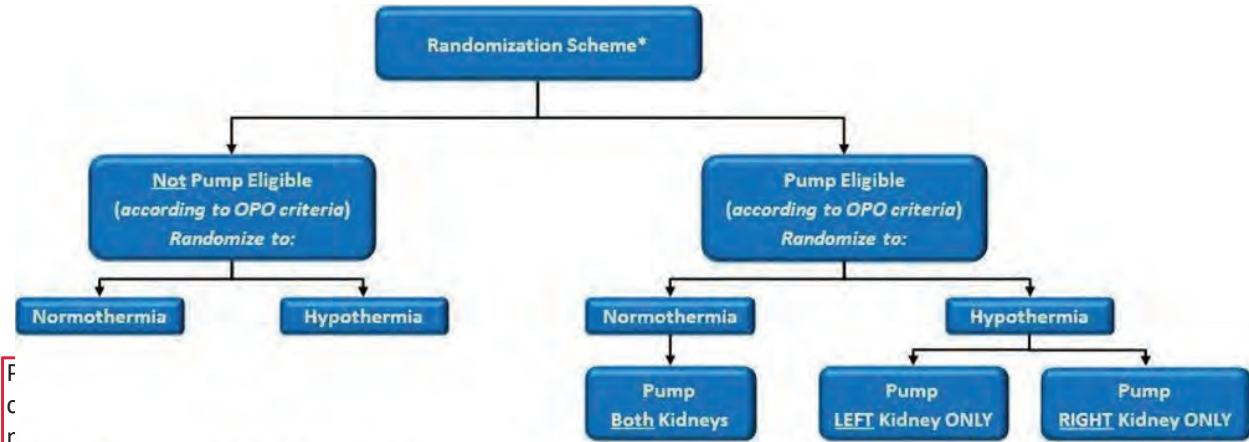 Randomization Scheme*
Not Pump Eligible
(according to OPO criteria)
Randomize to:
Pump Eligible
(according to OPO criteria)
Randomize to:
Normothermia
Hypothermia
Normothermia
Hypothermia
Pump
Both Kidneys
Pump
LEFT Kidney ONLY
Pump
RIGHT Kidney ONLY